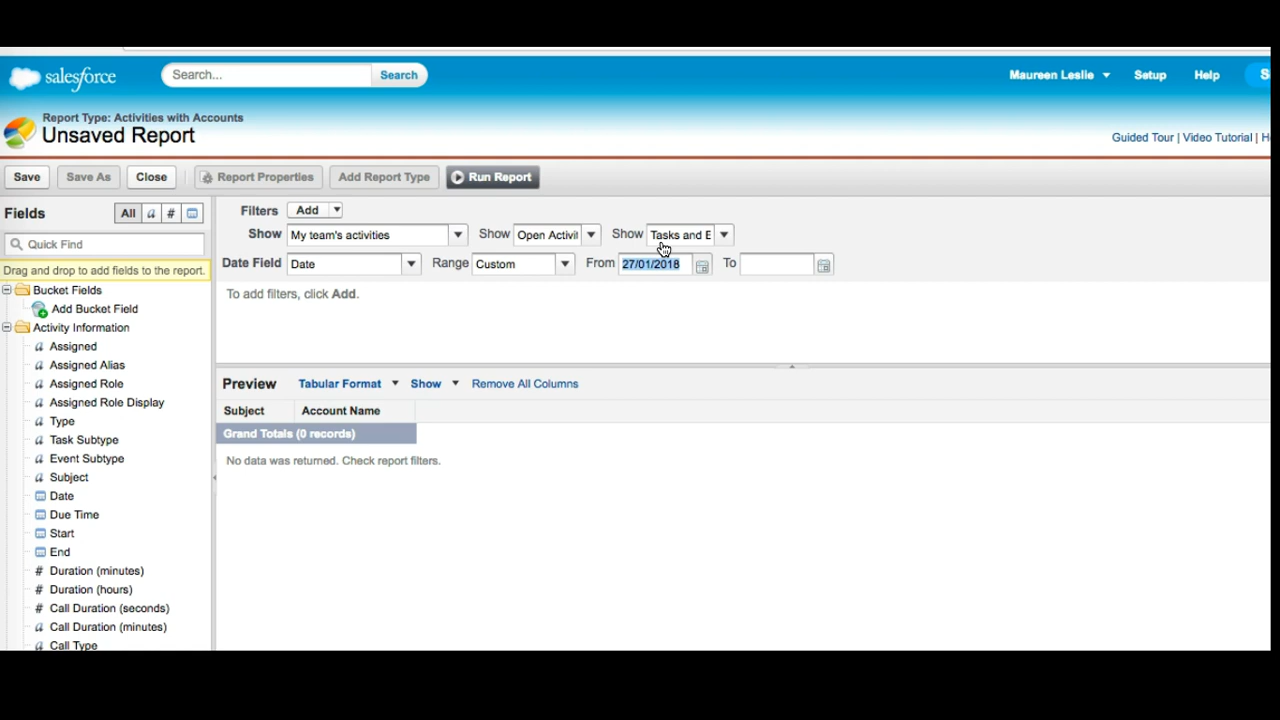 salesforce
Search...
Search
Maureen Leslie
Setup
Help
S
Report Type: Activities with Accounts
Unsaved Report
Guided Tour | Video Tutorial | H
Save
Save As
Close
Report Properties
Add Report Type
Run Report
Fields
All
a
#
Filters
Add
Quick Find
Show
My team's activities
Show
Open Activit
Show
Tasks and E
Drag and drop to add fields to the report.
Date Field
Date
Range
Custom
From
27/01/2018
To
Bucket Fields
Add Bucket Field
To add filters, click Add.
Activity Information
a Assigned
a Assigned Alias
a Assigned Role
a Assigned Role Display
a Type
a Task Subtype
a Event Subtype
a Subject
Date
Due Time
Start
End
# Duration (minutes)
# Duration (hours)
# Call Duration (seconds)
a Call Duration (minutes)
a Call Type
Preview
Tabular Format
Show
Remove All Columns
Subject
Account Name
Grand Totals (0 records)
No data was returned. Check report filters.